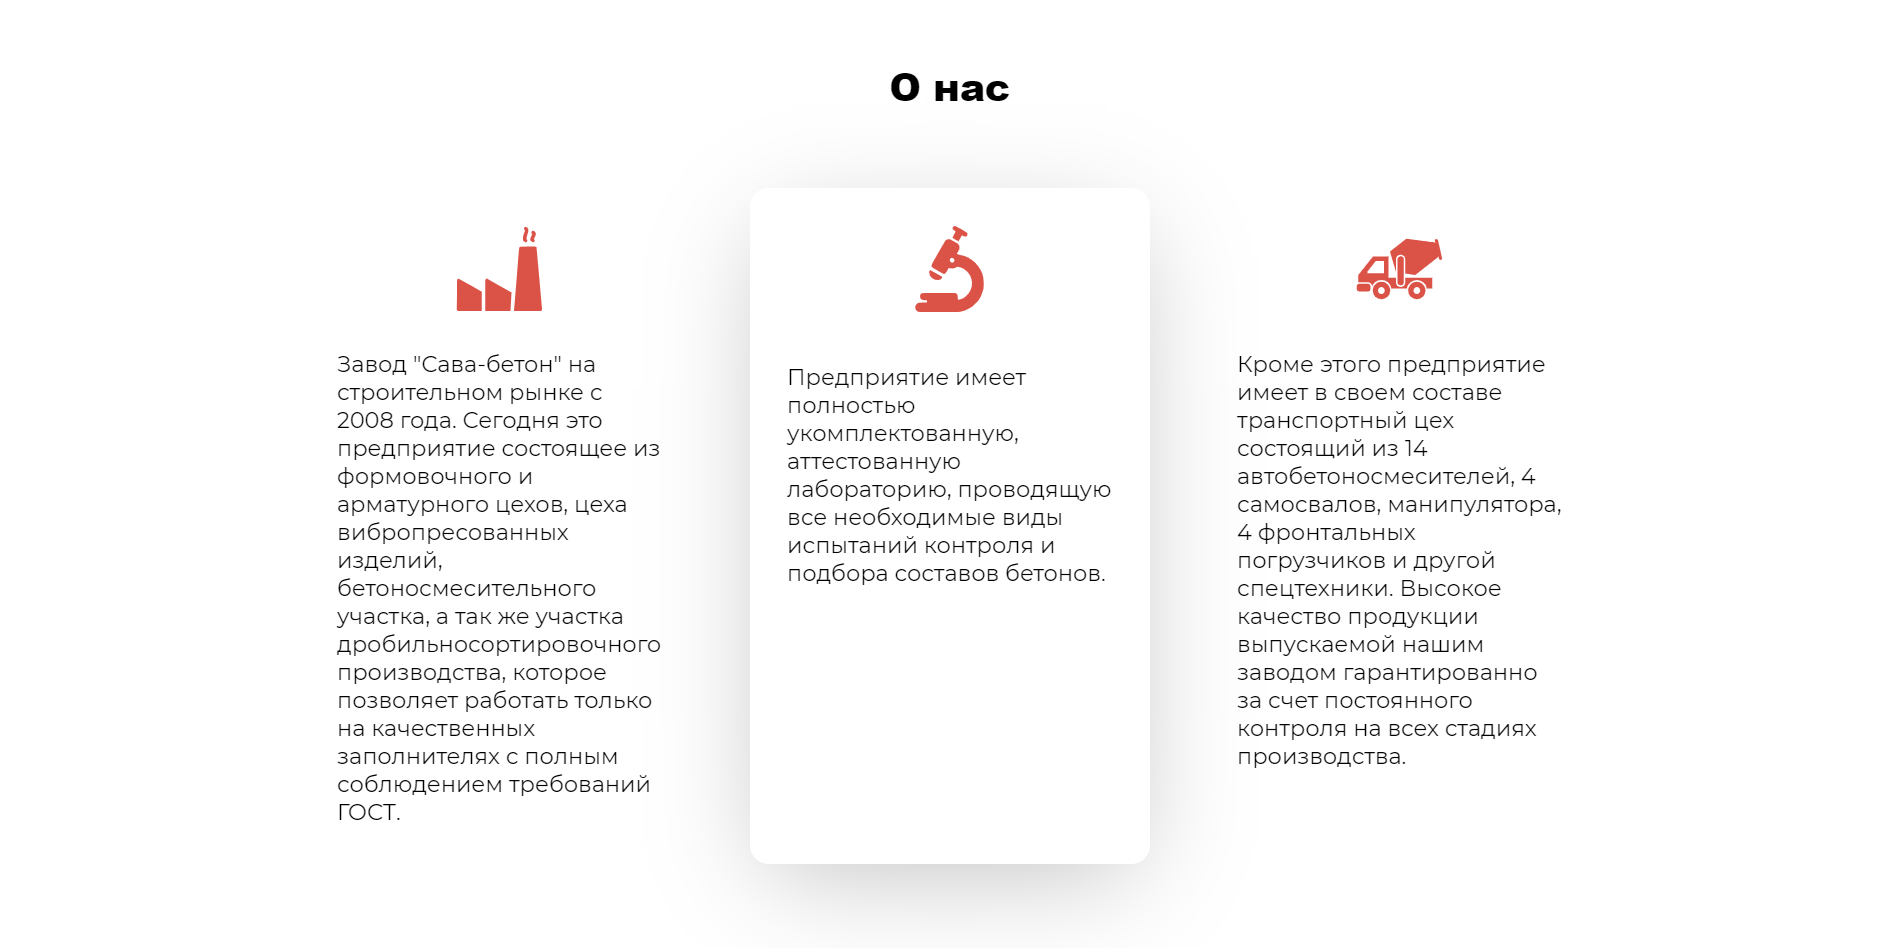 О нас
Завод "Сава-бетон" на
строительном рынке с
2008 года. Сегодня это
предприятие состоящее из
формовочного и
арматурного цехов, цеха
вибропресованных
изделий,
бетоносмесительного
участка, а так же участка
дробильносортировочного
производства, которое
позволяет работать только
на качественных
заполнителях с полным
соблюдением требований
ГОСТ.
Предприятие имеет
полностью
укомплектованную,
аттестованную
лабораторию, проводящую
все необходимые виды
испытаний контроля и
подбора составов бетонов.
Кроме этого предприятие
имеет в своем составе
транспортный цех
состоящий из 14
автобетоносмесителей, 4
самосвалов, манипулятора,
4 фронтальных
погрузчиков и другой
спецтехники. Высокое
качество продукции
выпускаемой нашим
заводом гарантированно
за счет постоянного
контроля на всех стадиях
производства.